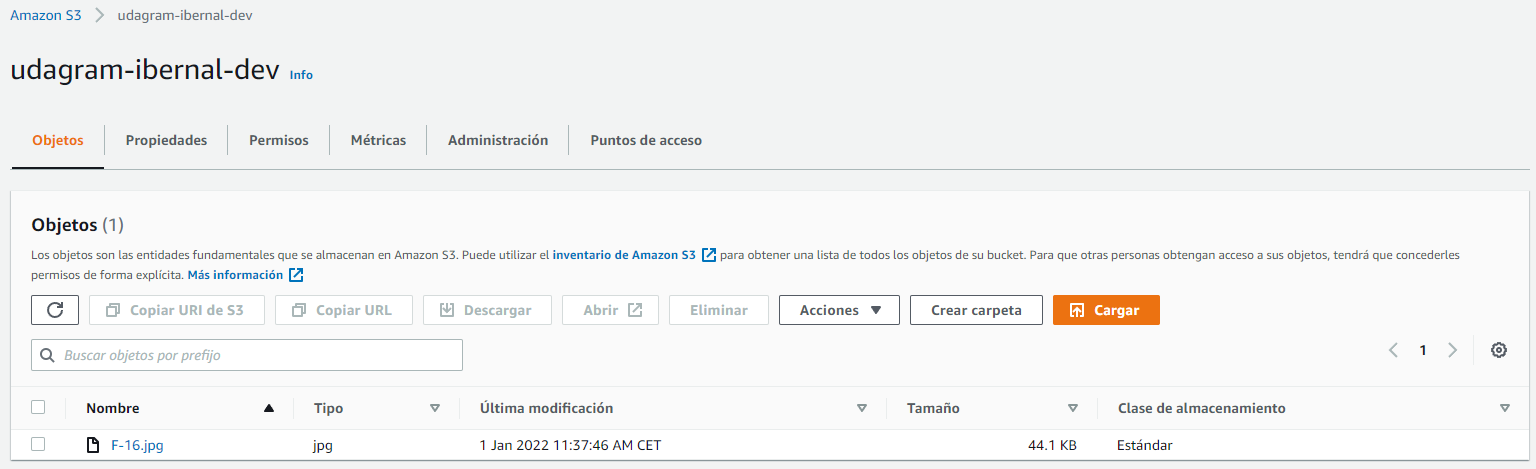 Amazon S3 > udagram-ibernal-dev
udagram-ibernal-dev Info
Objetos Propiedades Permisos Métricas Administración Puntos de acceso
Objetos (1)
Los objetos son las entidades fundamentales que se almacenan en Amazon S3. Puede utilizar el inventario de Amazon S3 para obtener una lista de todos los objetos de su bucket. Para que otras personas obtengan acceso a sus objetos, tendrá que concederles
permisos de forma explícita. Más información
Copiar URI de S3 Copiar URL Descargar Abrir Eliminar Acciones Crear carpeta Cargar
Buscar objetos por prefijo 1
Nombre Tipo Última modificación Tamaño Clase de almacenamiento
F-16.jpg jpg 1 Jan 2022 11:37:46 AM CET 44.1 KB Estándar